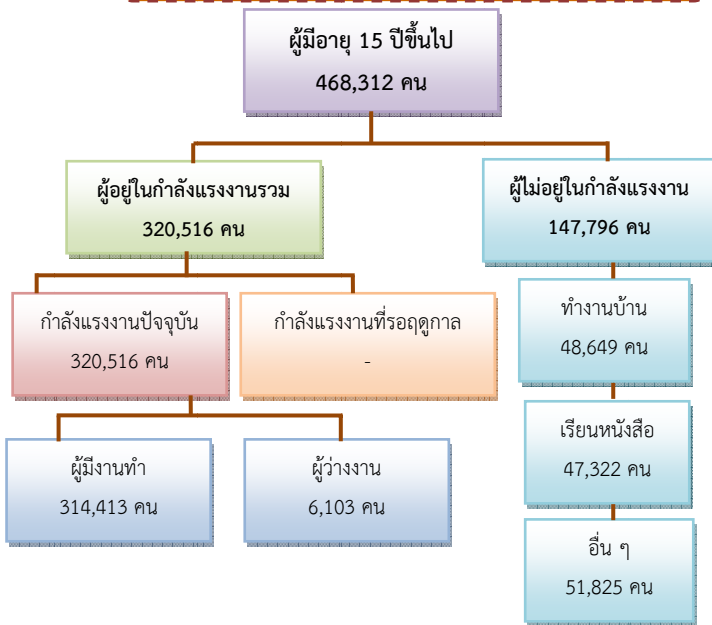 ผู้มีอายุ 15 ปีขึ้นไป
468,312 คน
ผู้อยู่ในกำลังแรงงานรวม
320,516 คน
ผู้ไม่อยู่ในกำลังแรงงาน
147,796 คน
กำลังแรงงานปัจจุบัน
320,516 คน
กำลังแรงงานที่รอฤดูกาล
-
ทำงานบ้าน
48,649 คน
ผู้มีงานทำ
314,413 คน
ผู้ว่างงาน
6,103 คน
เรียนหนังสือ
47,322 คน
อื่น ๆ
51,825 คน